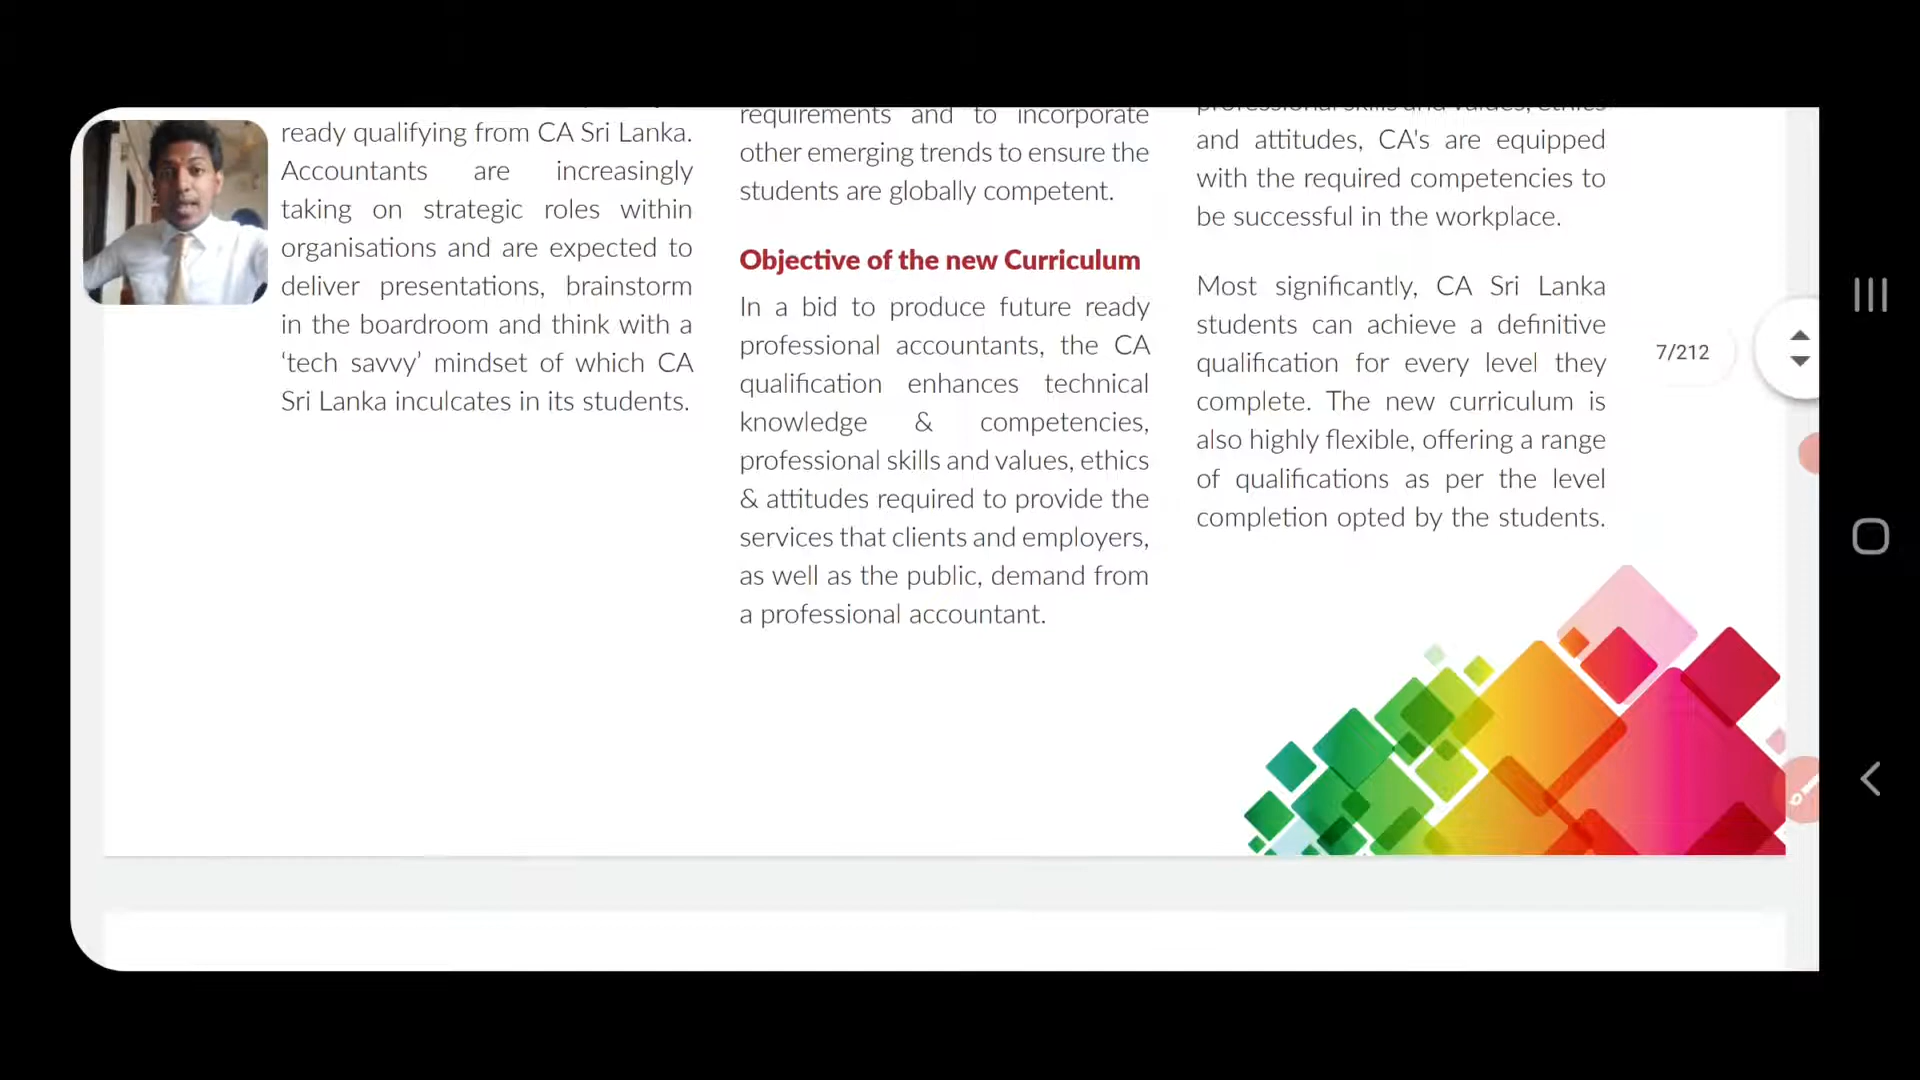 ready qualifying from CA Sri Lanka.
Accountants are increasingly
taking on strategic roles within
organisations and are expected to
deliver presentations, brainstorm
in the boardroom and think with a
‘tech savvy’ mindset of which CA
Sri Lanka inculcates in its students.
requirements and to incorporate
other emerging trends to ensure the
students are globally competent.
Objective of the new Curriculum
In a bid to produce future ready
professional accountants, the CA
qualification enhances technical
knowledge & competencies,
professional skills and values, ethics
& attitudes required to provide the
services that clients and employers,
as well as the public, demand from
a professional accountant.
professional skills and values, ethics
and attitudes, CA's are equipped
with the required competencies to
be successful in the workplace.
Most significantly, CA Sri Lanka
students can achieve a definitive
qualification for every level they
complete. The new curriculum is
also highly flexible, offering a range
of qualifications as per the level
completion opted by the students.
7/212